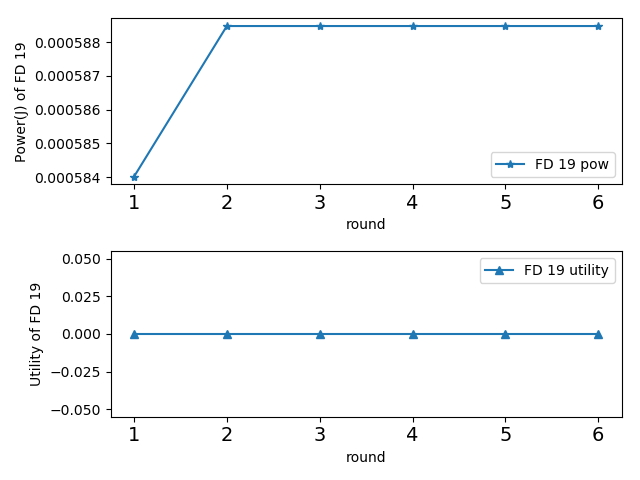 Power(J) of FD 19
0.000588
0.000587
0.000586
0.000585
0.000584
FD 19 pow
1 2 3 4 5 6
round
Utility of FD 19
0.050
0.025
0.000
−0.025
−0.050
FD 19 utility
1 2 3 4 5 6
round